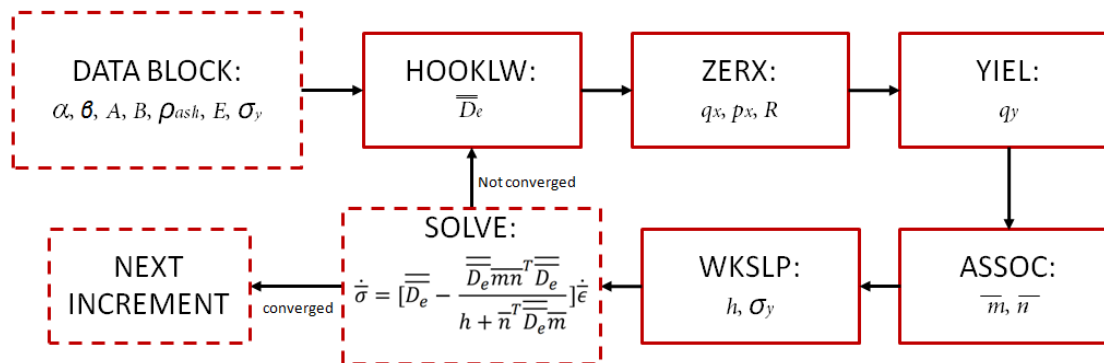 DATA BLOCK:
α, β, A, B, ρash, E, σy
HOOKLW:
D̿e
ZERX:
qx, px, R
YIEL:
qy
Not converged
NEXT
INCREMENT
converged
SOLVE:
σ̄̇ = [D̿e − (D̿e m̄ n̄ᵀ D̿e) / (h + n̄ᵀ D̿e m̄)] ε̄̇
WKSLP:
h, σy
ASSOC:
m̄, n̄